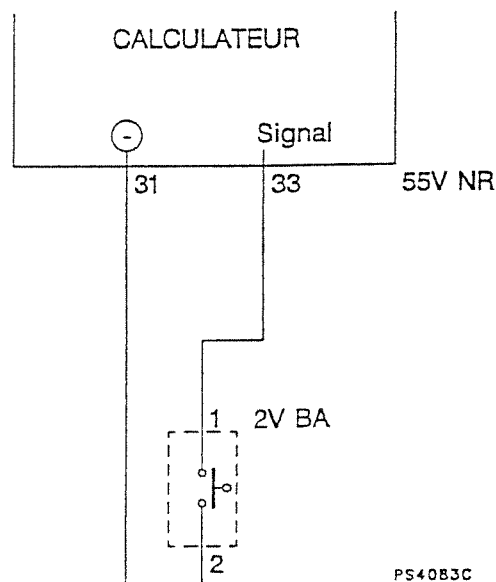 CALCULATEUR
-
Signal
31
33
55V NR
1
2V BA
2
PS4083C